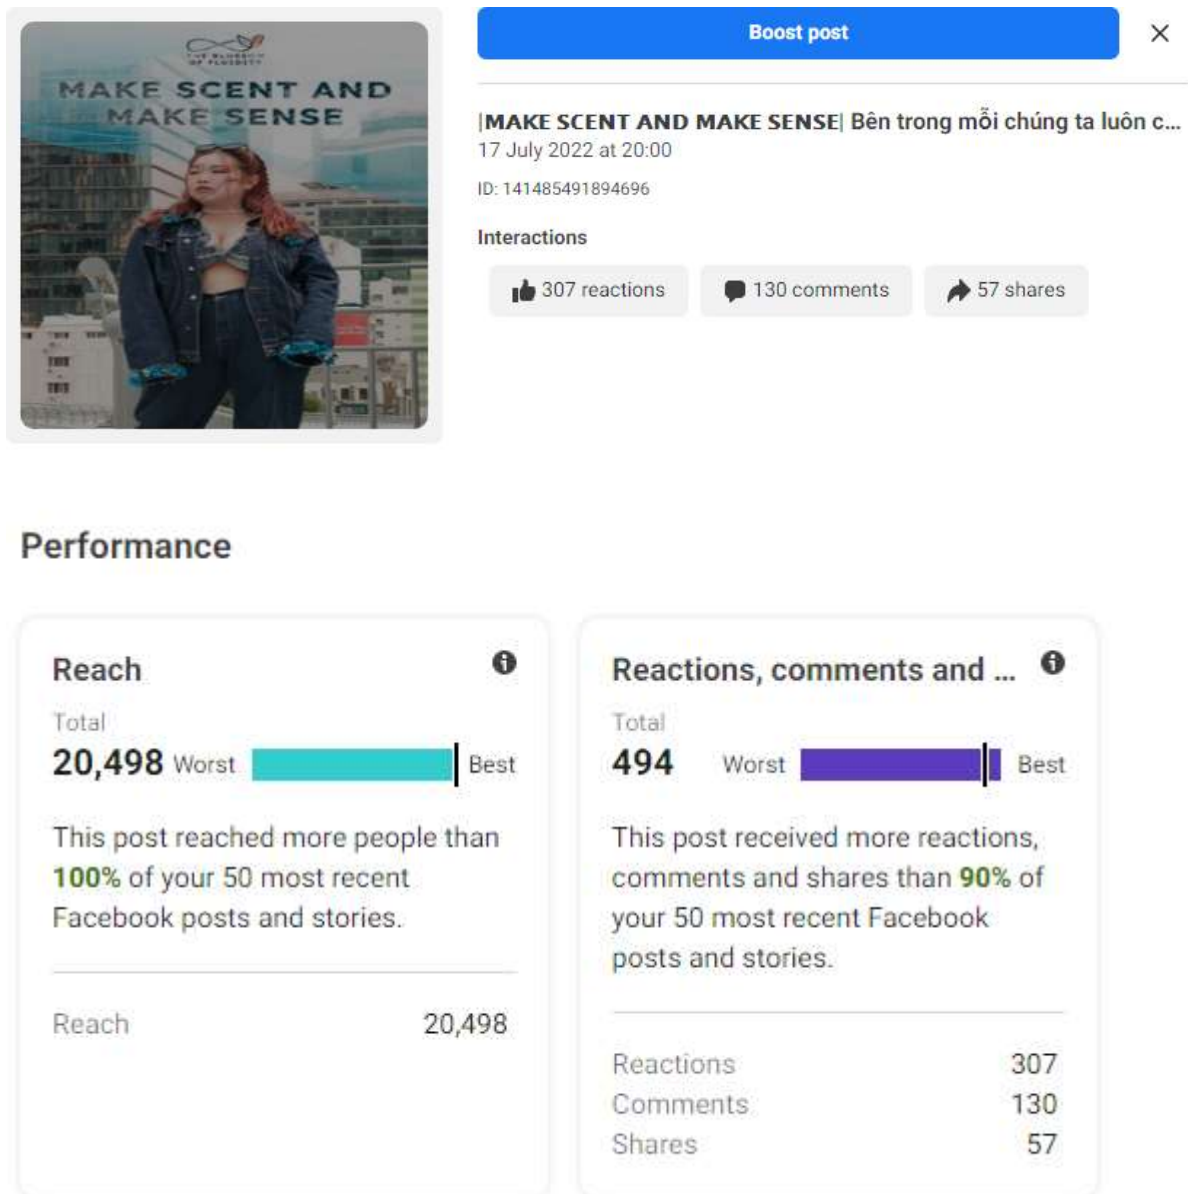 THE BLOSSOM
OF FLUIDITY
MAKE SCENT AND
MAKE SENSE
Boost post
|MAKE SCENT AND MAKE SENSE| Bên trong mỗi chúng ta luôn c...
17 July 2022 at 20:00
ID: 141485491894696
Interactions
307 reactions
130 comments
57 shares
Performance
Reach
Total
20,498 Worst Best
This post reached more people than
100% of your 50 most recent
Facebook posts and stories.
Reach 20,498
Reactions, comments and ...
Total
494 Worst Best
This post received more reactions,
comments and shares than 90% of
your 50 most recent Facebook
posts and stories.
Reactions 307
Comments 130
Shares 57